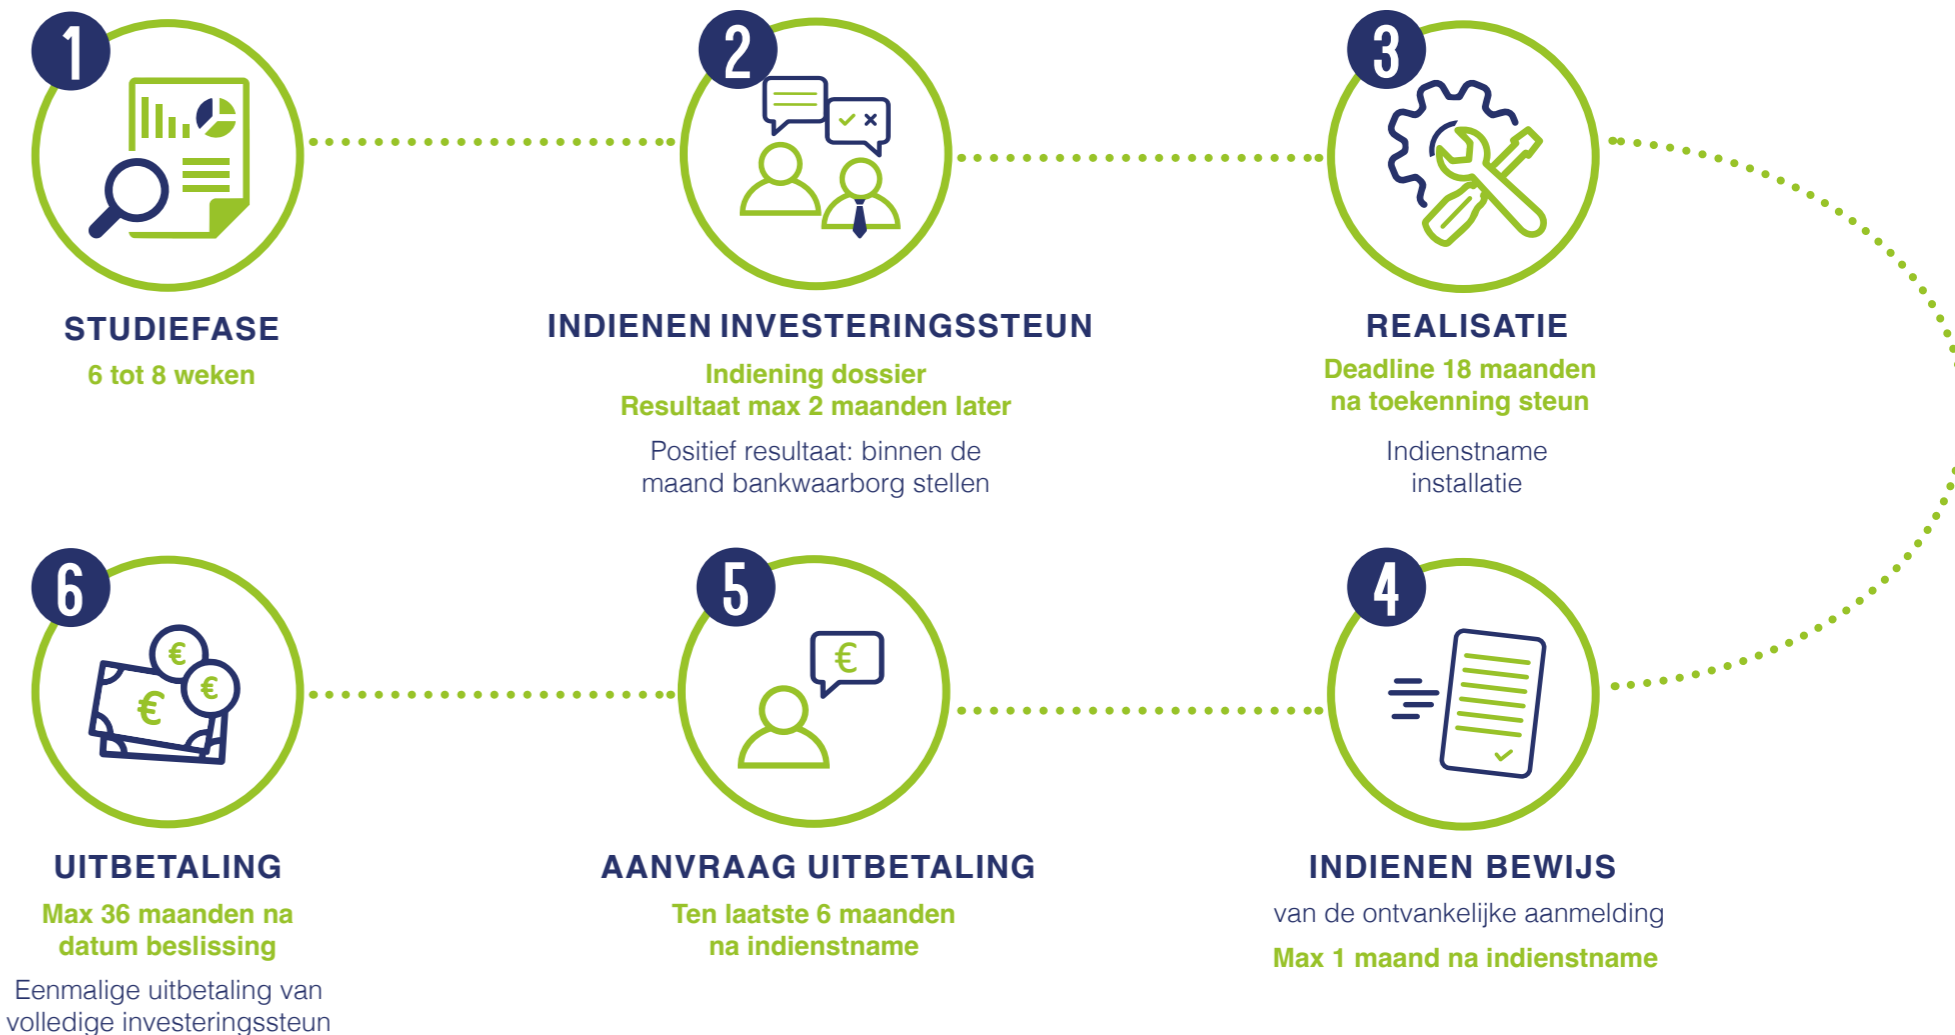 1
STUDIEFASE
6 tot 8 weken
2
INDIENEN INVESTERINGSSTEUN
Indiening dossier
Resultaat max 2 maanden later
Positief resultaat: binnen de
maand bankwaarborg stellen
3
REALISATIE
Deadline 18 maanden
na toekenning steun
Indienstname
installatie
4
INDIENEN BEWIJS
van de ontvankelijke aanmelding
Max 1 maand na indienstname
5
€
AANVRAAG UITBETALING
Ten laatste 6 maanden
na indienstname
6
€
€
€
UITBETALING
Max 36 maanden na
datum beslissing
Eenmalige uitbetaling van
volledige investeringssteun